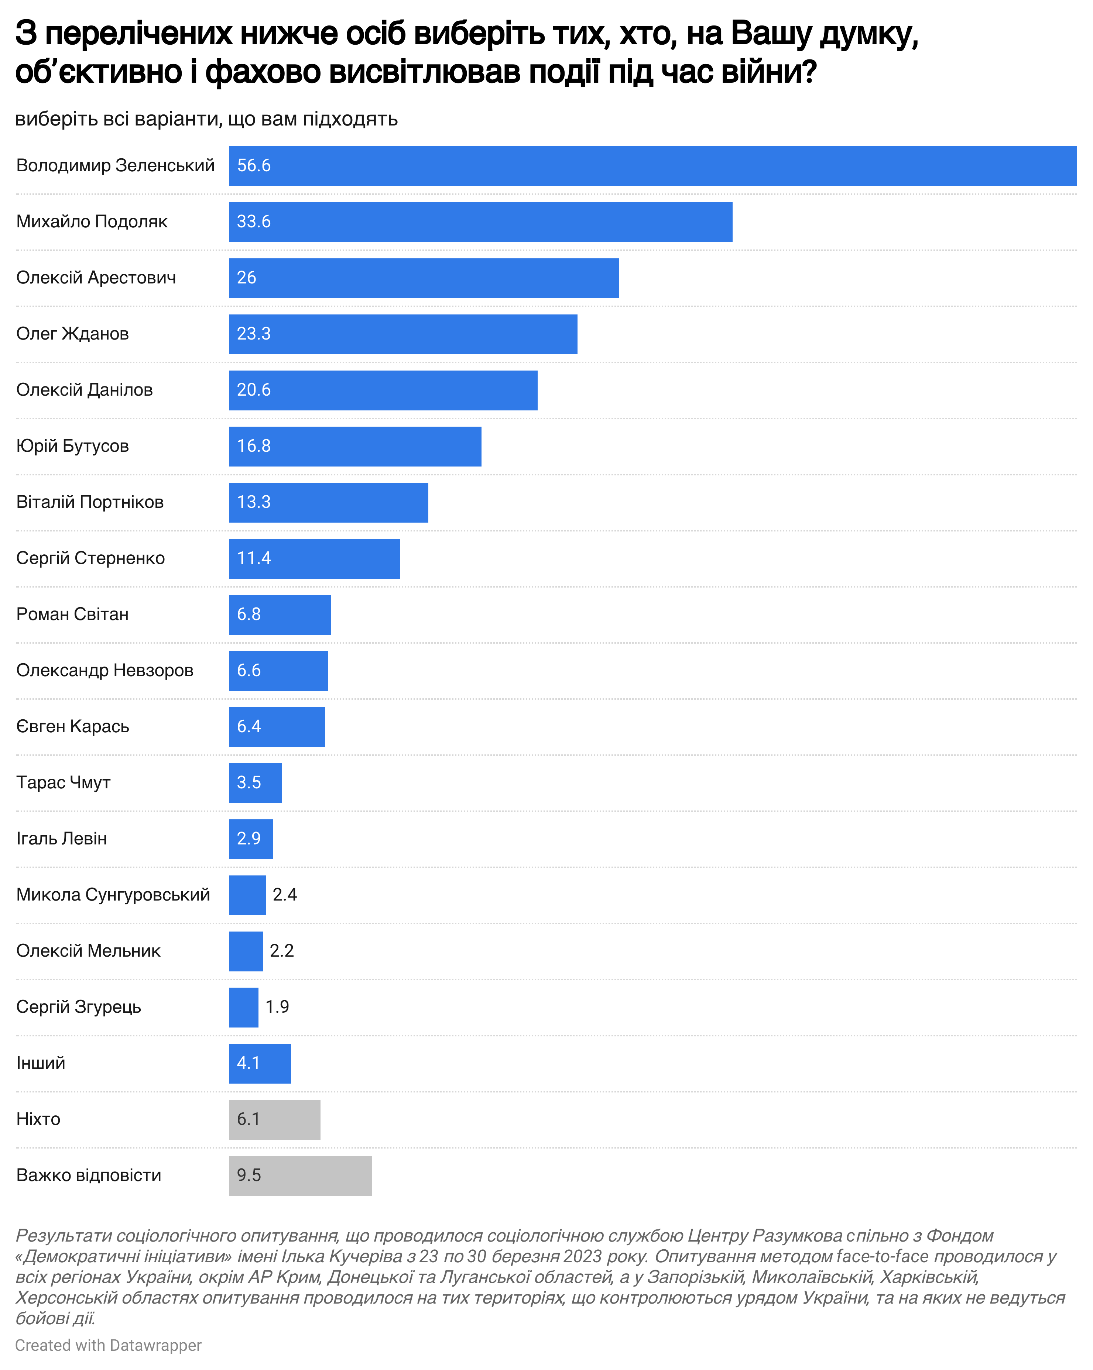 З перелічених нижче осіб виберіть тих, хто, на Вашу думку,
об’єктивно і фахово висвітлював події під час війни?
виберіть всі варіанти, що вам підходять
Володимир Зеленський 56.6
Михайло Подоляк 33.6
Олексій Арестович 26
Олег Жданов 23.3
Олексій Данілов 20.6
Юрій Бутусов 16.8
Віталій Портніков 13.3
Сергій Стерненко 11.4
Роман Світан 6.8
Олександр Невзоров 6.6
Євген Карась 6.4
Тарас Чмут 3.5
Ігаль Левін 2.9
Микола Сунгуровський 2.4
Олексій Мельник 2.2
Сергій Згурець 1.9
Інший 4.1
Ніхто 6.1
Важко відповісти 9.5
Результати соціологічного опитування, що проводилося соціологічною службою Центру Разумкова спільно з Фондом
«Демократичні ініціативи» імені Ілька Кучеріва з 23 по 30 березня 2023 року. Опитування методом face-to-face проводилося у
всіх регіонах України, окрім АР Крим, Донецької та Луганської областей, а у Запорізькій, Миколаївській, Харківській,
Херсонській областях опитування проводилося на тих територіях, що контролюються урядом України, та на яких не ведуться
бойові дії.
Created with Datawrapper